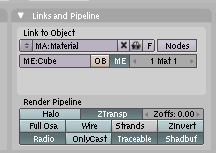 Links and Pipeline
Link to Object
MA:Material F Nodes
ME:Cube OB ME 1 Mat 1
Render Pipeline
Halo ZTransp Zoffs: 0.00
Full Osa Wire Strands ZInvert
Radio OnlyCast Traceable Shadbuf